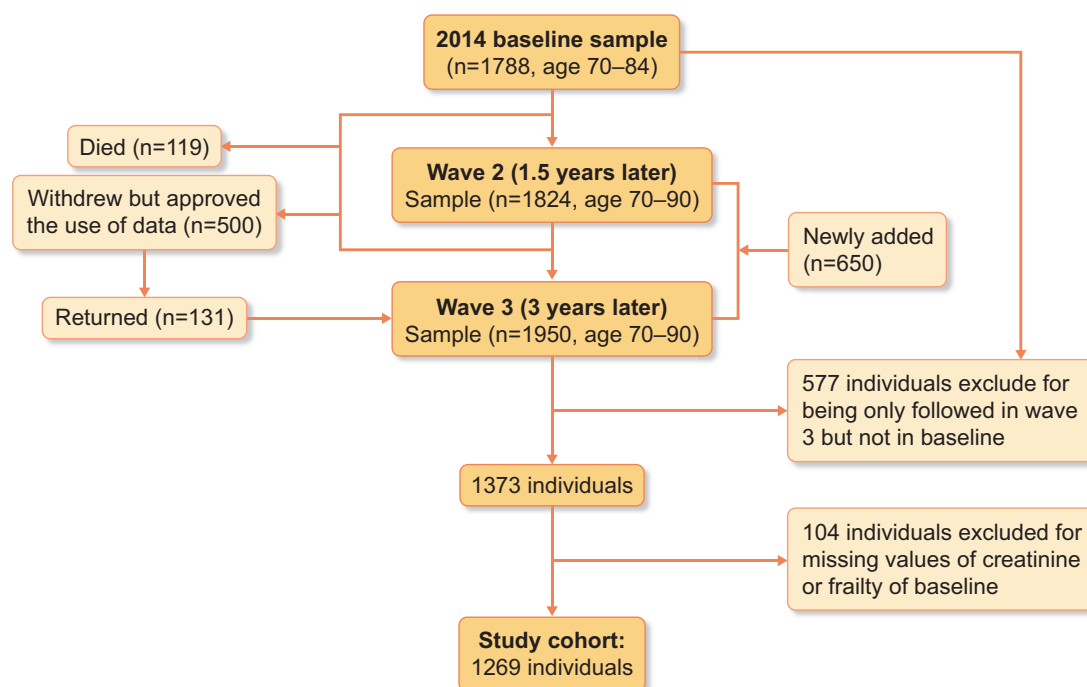 2014 baseline sample
(n=1788, age 70–84)
Died (n=119)
Wave 2 (1.5 years later)
Sample (n=1824, age 70–90)
Withdrew but approved
the use of data (n=500)
Newly added
(n=650)
Returned (n=131)
Wave 3 (3 years later)
Sample (n=1950, age 70–90)
577 individuals exclude for
being only followed in wave
3 but not in baseline
1373 individuals
104 individuals excluded for
missing values of creatinine
or frailty of baseline
Study cohort:
1269 individuals